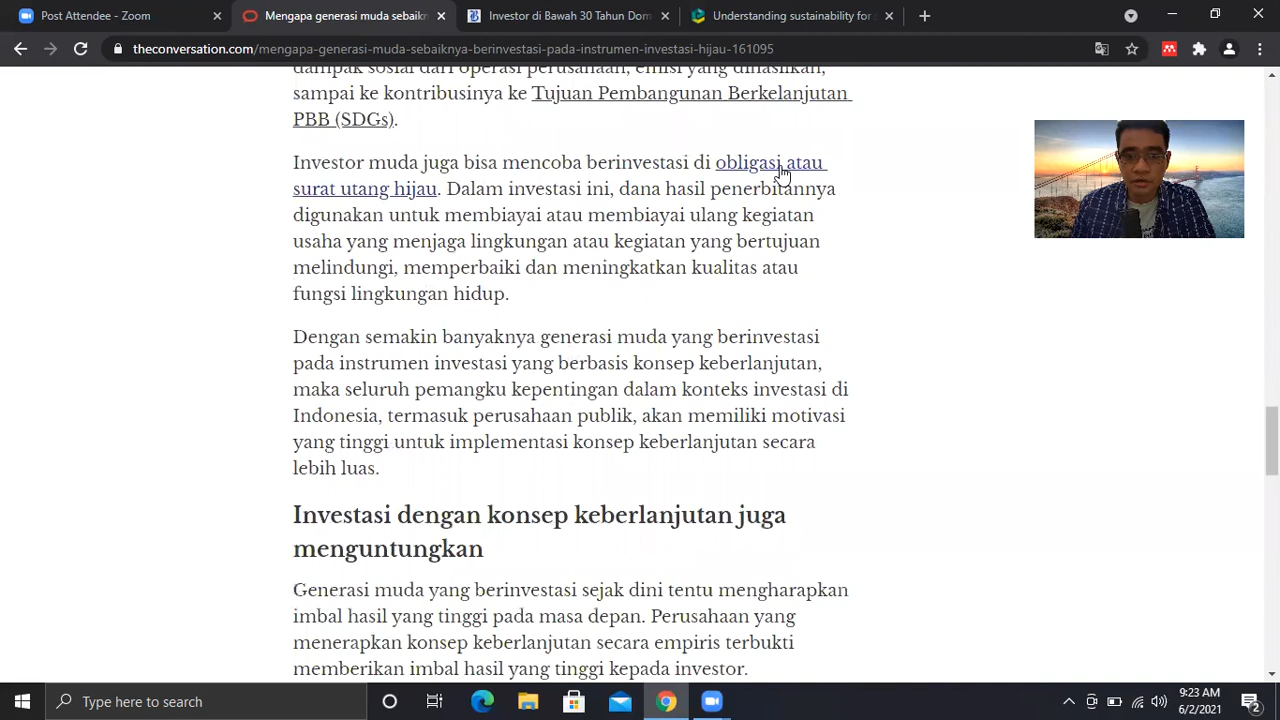 Post Attendee - Zoom
Mengapa generasi muda sebaikn
Investor di Bawah 30 Tahun Dom
Understanding sustainability for
theconversation.com/mengapa-generasi-muda-sebaiknya-berinvestasi-pada-instrumen-investasi-hijau-161095
dampak sosial dari operasi perusahaan, emisi yang dihasilkan,
sampai ke kontribusinya ke Tujuan Pembangunan Berkelanjutan
PBB (SDGs).
Investor muda juga bisa mencoba berinvestasi di obligasi atau
surat utang hijau. Dalam investasi ini, dana hasil penerbitannya
digunakan untuk membiayai atau membiayai ulang kegiatan
usaha yang menjaga lingkungan atau kegiatan yang bertujuan
melindungi, memperbaiki dan meningkatkan kualitas atau
fungsi lingkungan hidup.
Dengan semakin banyaknya generasi muda yang berinvestasi
pada instrumen investasi yang berbasis konsep keberlanjutan,
maka seluruh pemangku kepentingan dalam konteks investasi di
Indonesia, termasuk perusahaan publik, akan memiliki motivasi
yang tinggi untuk implementasi konsep keberlanjutan secara
lebih luas.
Investasi dengan konsep keberlanjutan juga
menguntungkan
Generasi muda yang berinvestasi sejak dini tentu mengharapkan
imbal hasil yang tinggi pada masa depan. Perusahaan yang
menerapkan konsep keberlanjutan secara empiris terbukti
memberikan imbal hasil yang tinggi kepada investor.
Type here to search
9:23 AM
6/2/2021
2